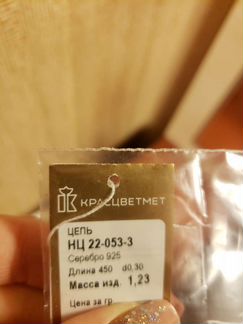 КРАСЦВЕТМЕТ
ЦЕПЬ
НЦ 22-053-3
Серебро 925
Длина 450 d0,30
Масса изд. 1,23
Цена за гр.